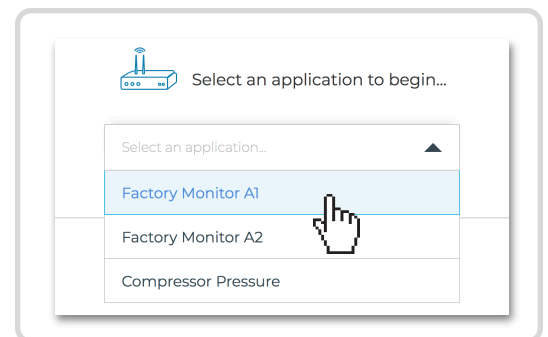 Select an application to begin...
Select an application...
Factory Monitor A1
Factory Monitor A2
Compressor Pressure